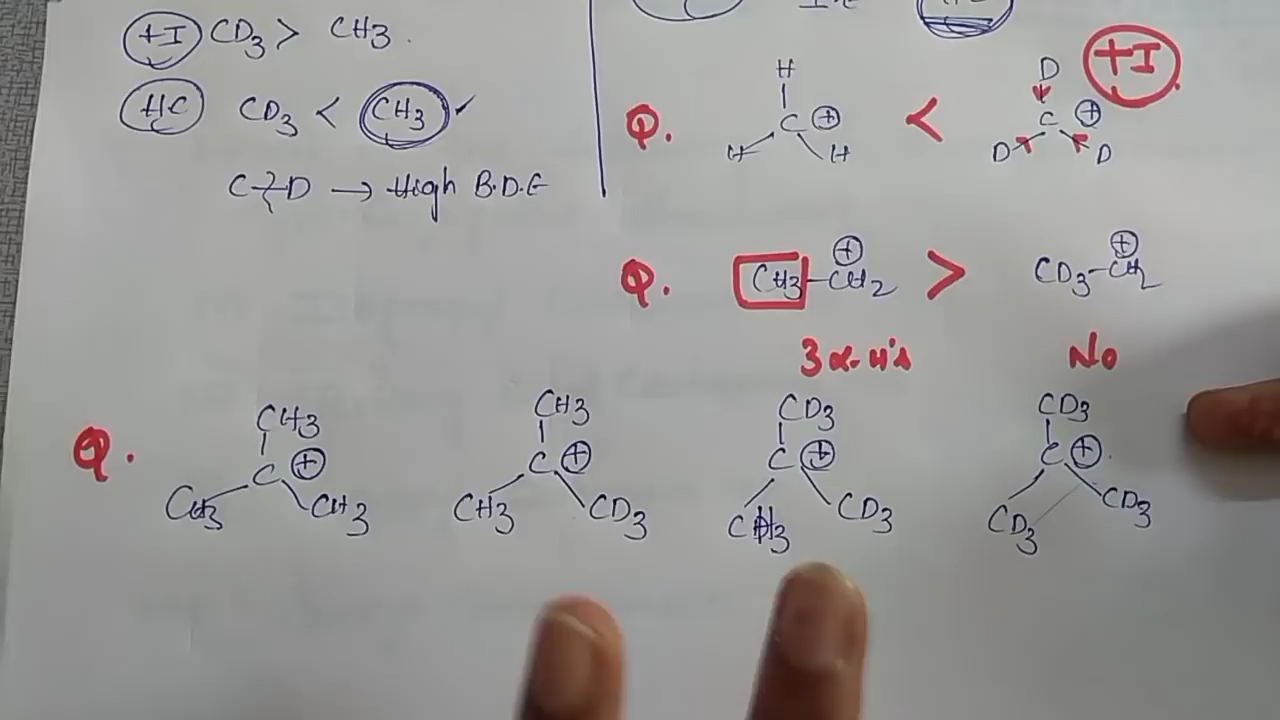 +I CD3 > CH3.
HC CD3 < CH3 ✓
C-D → High B.D.E
H
Q. C ⊕ < D C ⊕ +I
H H D D
Q. CH3-CH2 ⊕ > CD3-CH2 ⊕
3α-H's No
CH3 CH3 CD3 CD3
Q. C ⊕ C ⊕ C ⊕ C ⊕
CH3 CH3 CH3 CD3 CH3 CD3 CD3 CD3